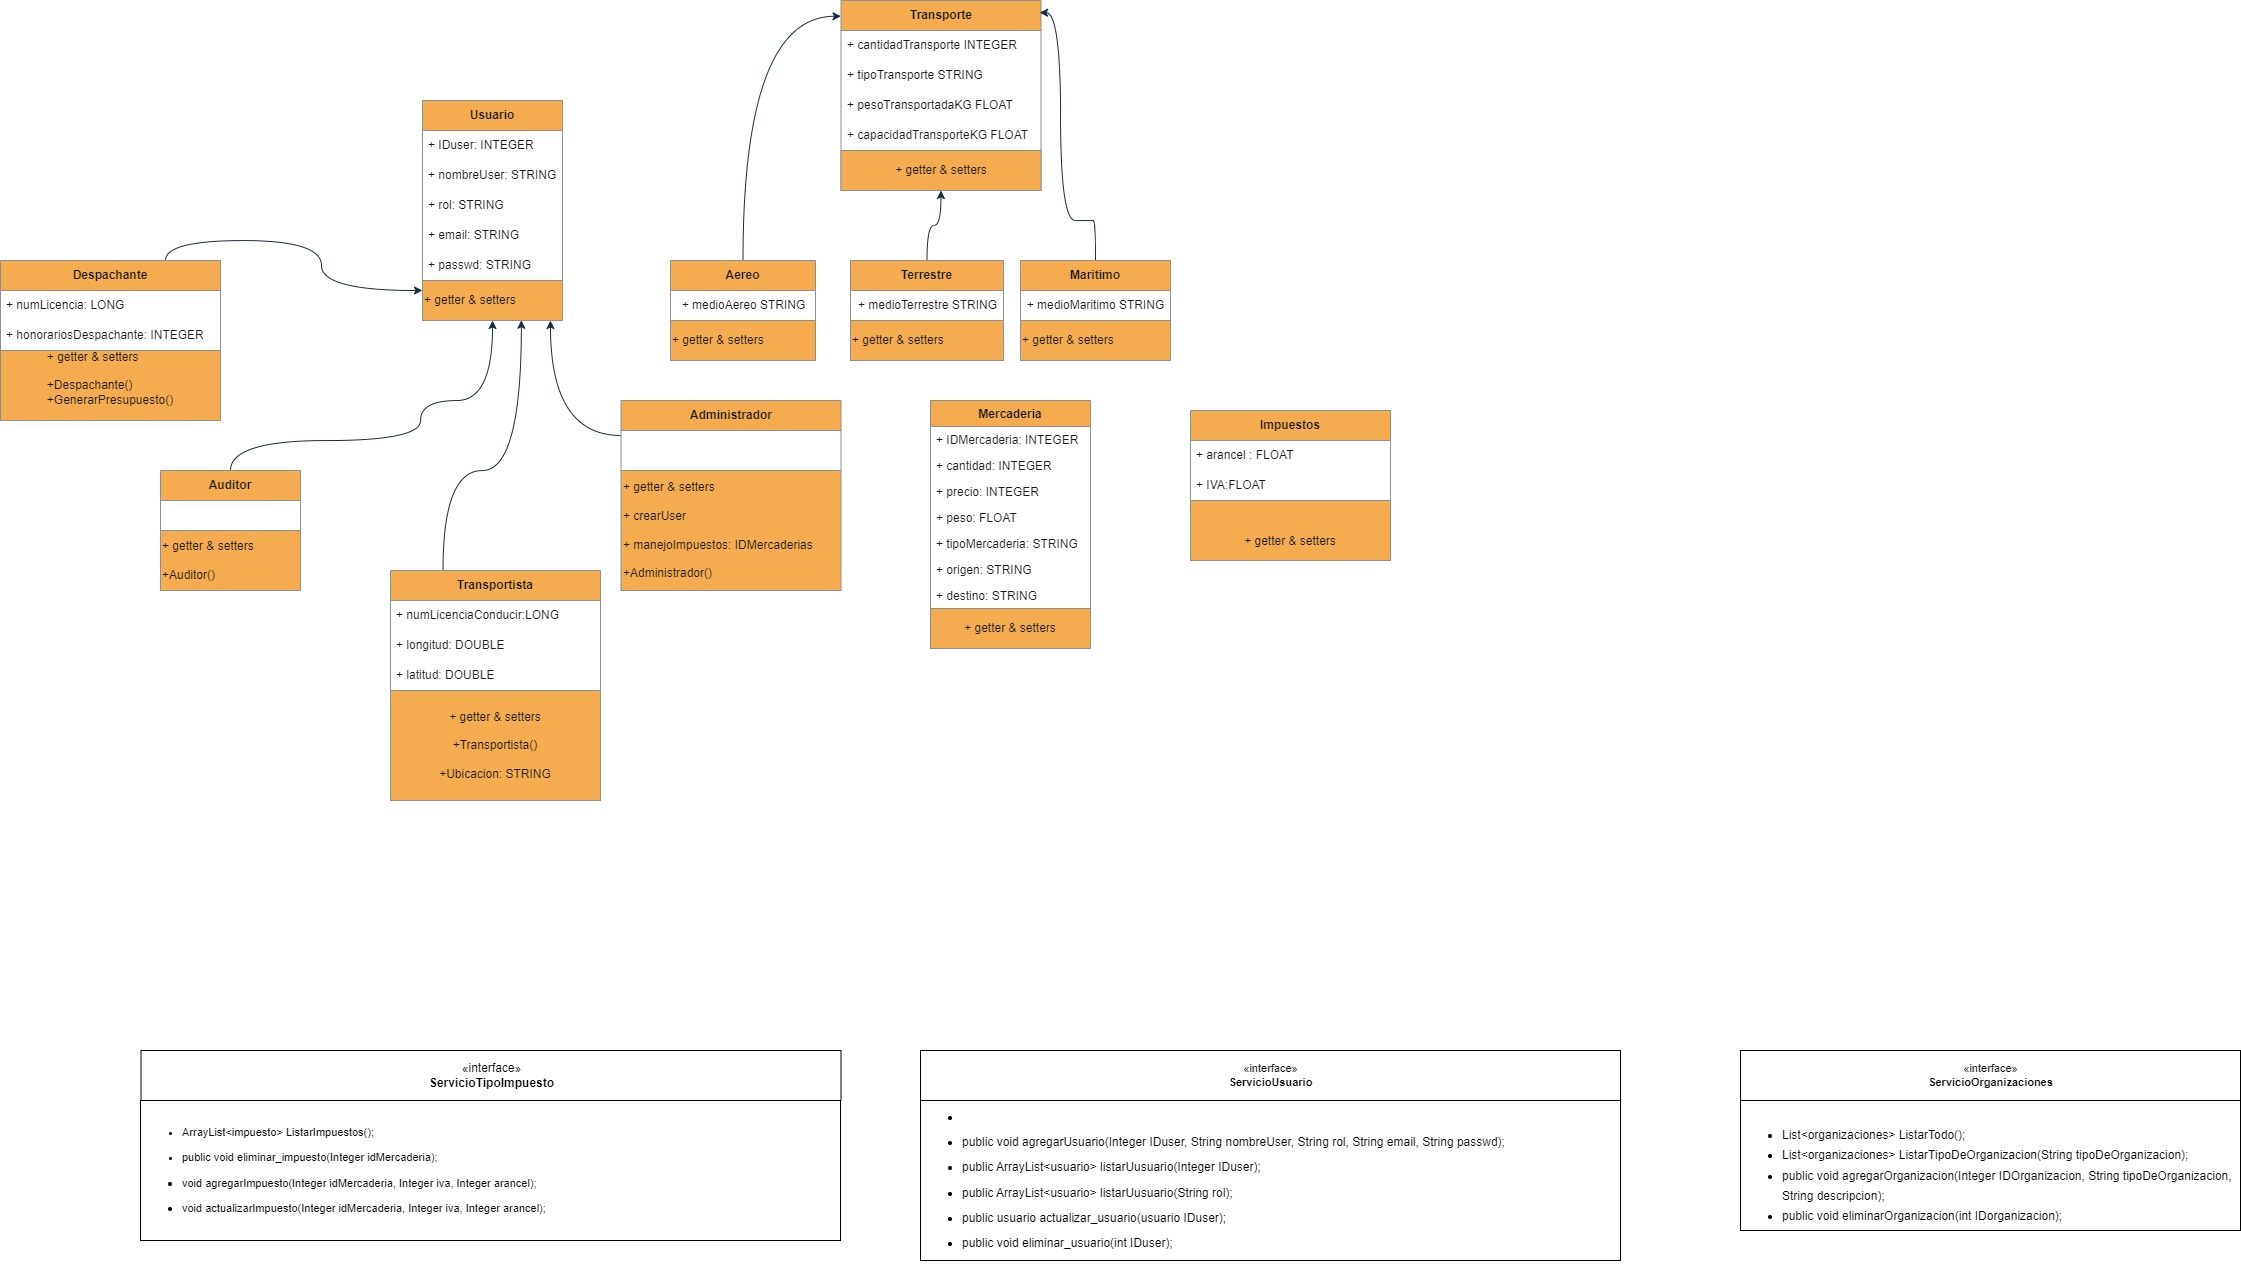 Transporte
+ cantidadTransporte INTEGER
+ tipoTransporte STRING
+ pesoTransportadaKG FLOAT
+ capacidadTransporteKG FLOAT
+ getter & setters
Usuario
+ IDuser: INTEGER
+ nombreUser: STRING
+ rol: STRING
+ email: STRING
+ passwd: STRING
+ getter & setters
Despachante
+ numLicencia: LONG
+ honorariosDespachante: INTEGER
+ getter & setters
+Despachante()
+GenerarPresupuesto()
Aereo
+ medioAereo STRING
+ getter & setters
Terrestre
+ medioTerrestre STRING
+ getter & setters
Maritimo
+ medioMaritimo STRING
+ getter & setters
Auditor
+ getter & setters
+Auditor()
Transportista
+ numLicenciaConducir:LONG
+ longitud: DOUBLE
+ latitud: DOUBLE
+ getter & setters
+Transportista()
+Ubicacion: STRING
Administrador
+ getter & setters
+ crearUser
+ manejoImpuestos: IDMercaderias
+Administrador()
Mercaderia
+ IDMercaderia: INTEGER
+ cantidad: INTEGER
+ precio: INTEGER
+ peso: FLOAT
+ tipoMercaderia: STRING
+ origen: STRING
+ destino: STRING
+ getter & setters
Impuestos
+ arancel : FLOAT
+ IVA:FLOAT
+ getter & setters
«interface»
ServicioTipoImpuesto
• ArrayList<impuesto> ListarImpuestos();
• public void eliminar_impuesto(Integer idMercaderia);
• void agregarImpuesto(Integer idMercaderia, Integer iva, Integer arancel);
• void actualizarImpuesto(Integer idMercaderia, Integer iva, Integer arancel);
«interface»
ServicioUsuario
•
• public void agregarUsuario(Integer IDuser, String nombreUser, String rol, String email, String passwd);
• public ArrayList<usuario> listarUusuario(Integer IDuser);
• public ArrayList<usuario> listarUusuario(String rol);
• public usuario actualizar_usuario(usuario IDuser);
• public void eliminar_usuario(int IDuser);
«interface»
ServicioOrganizaciones
• List<organizaciones> ListarTodo();
• List<organizaciones> ListarTipoDeOrganizacion(String tipoDeOrganizacion);
• public void agregarOrganizacion(Integer IDOrganizacion, String tipoDeOrganizacion,
String descripcion);
• public void eliminarOrganizacion(int IDorganizacion);